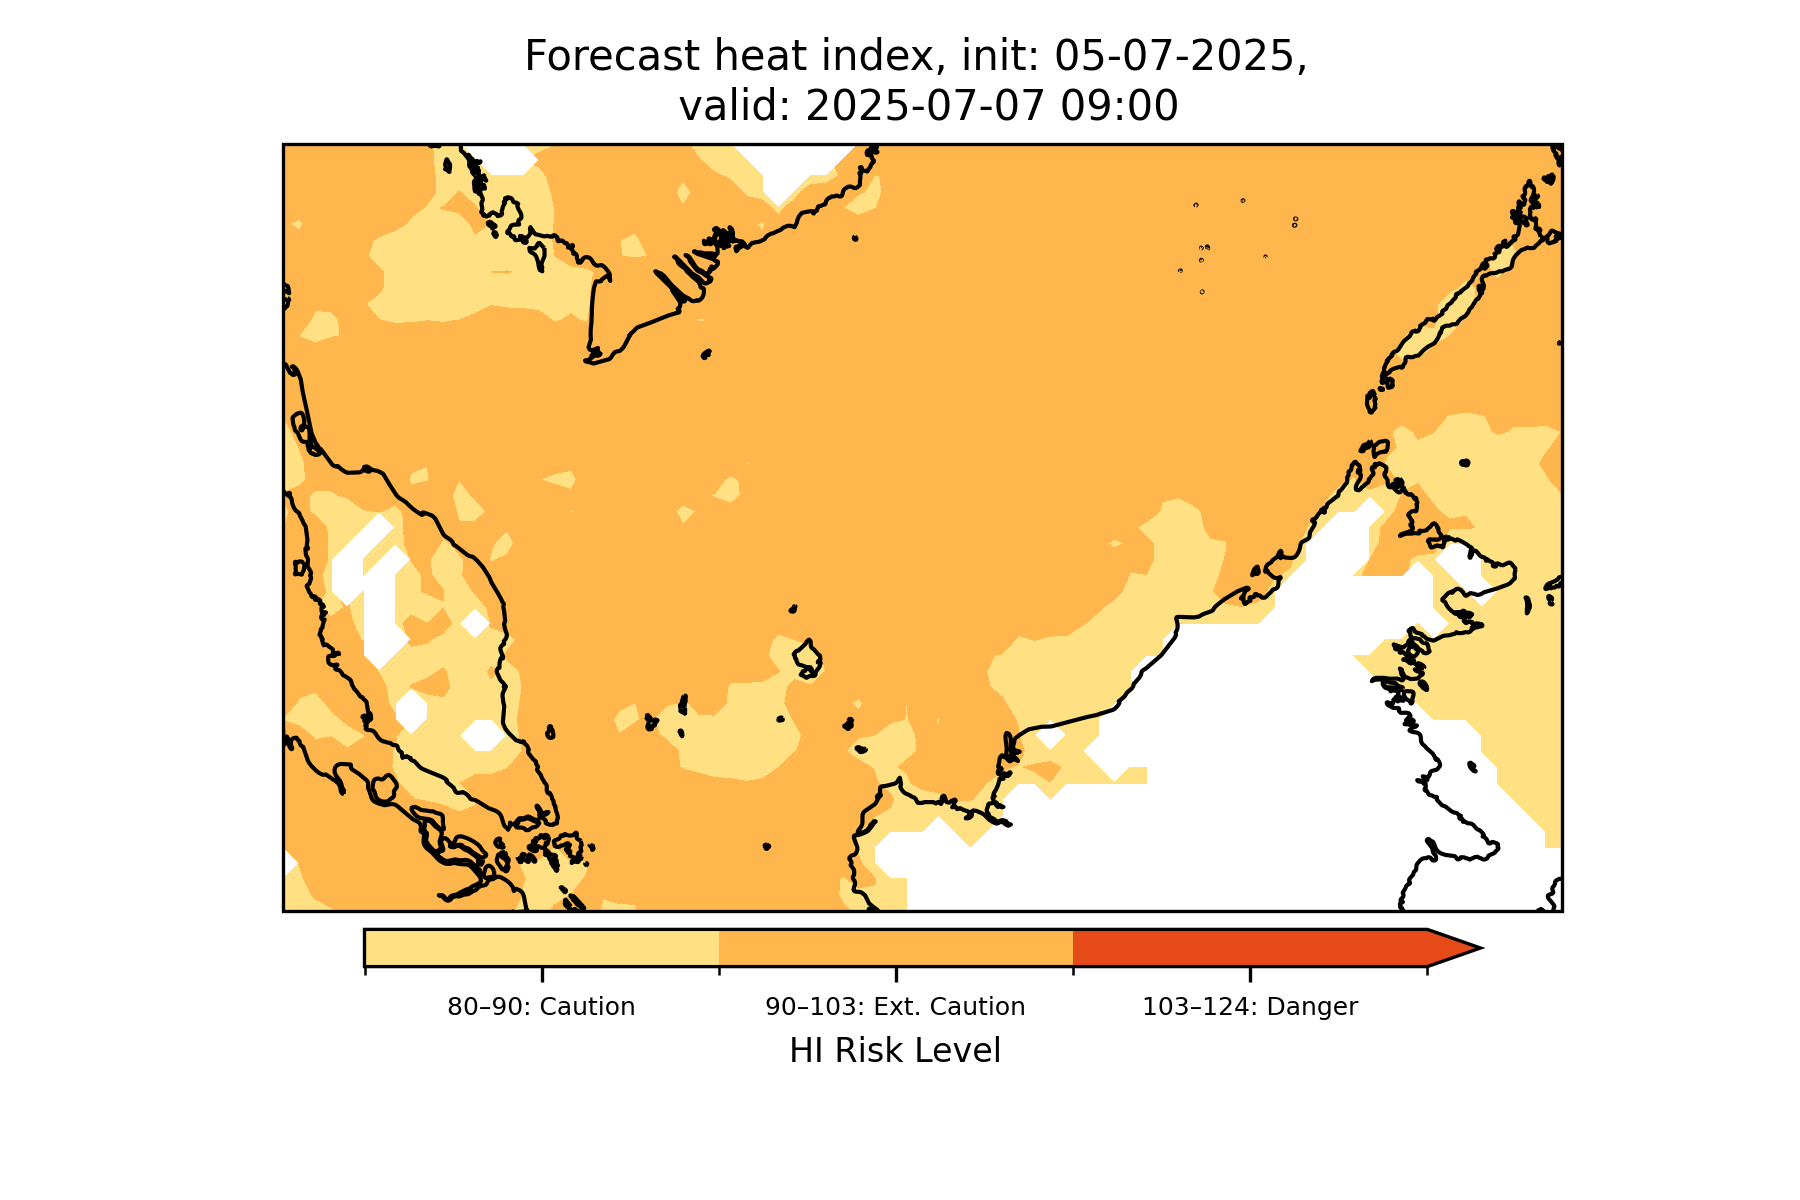 Forecast heat index, init: 05-07-2025,
valid: 2025-07-07 09:00
80–90: Caution
90–103: Ext. Caution
103–124: Danger
HI Risk Level